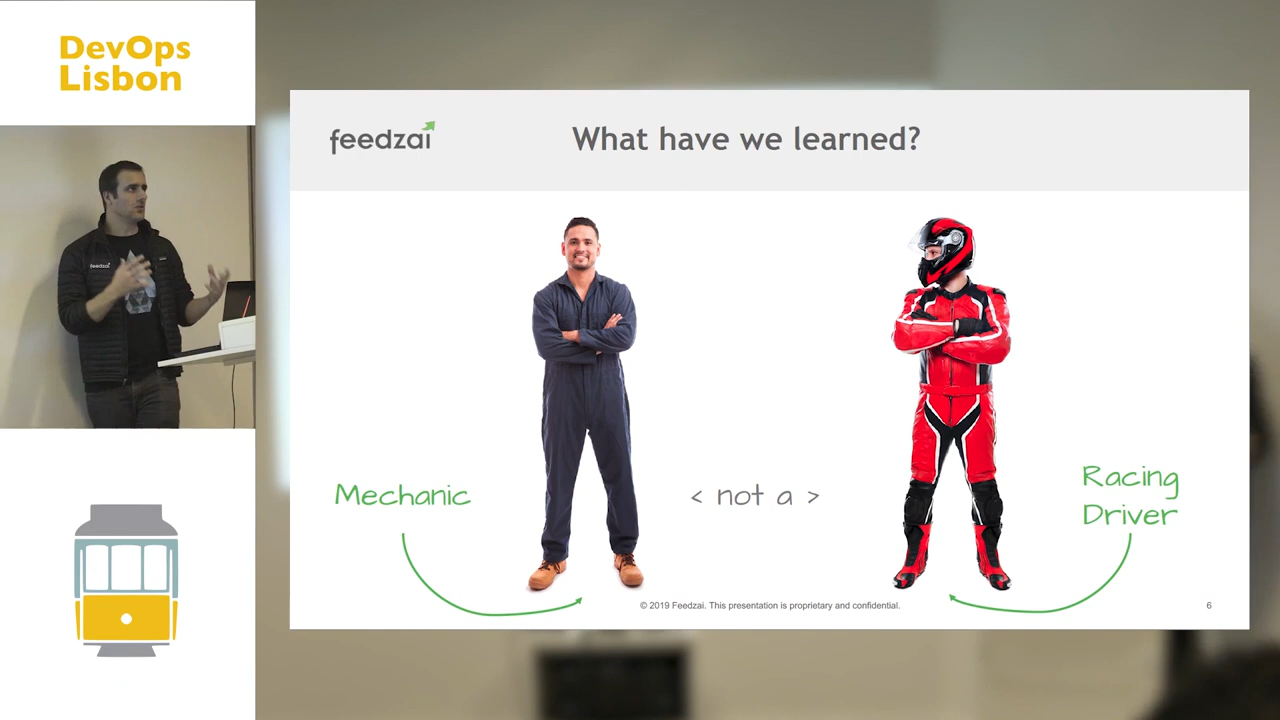 DevOps
Lisbon
feedzai
feedzai
What have we learned?
Mechanic
< not a >
Racing
Driver
© 2019 Feedzai. This presentation is proprietary and confidential.
6